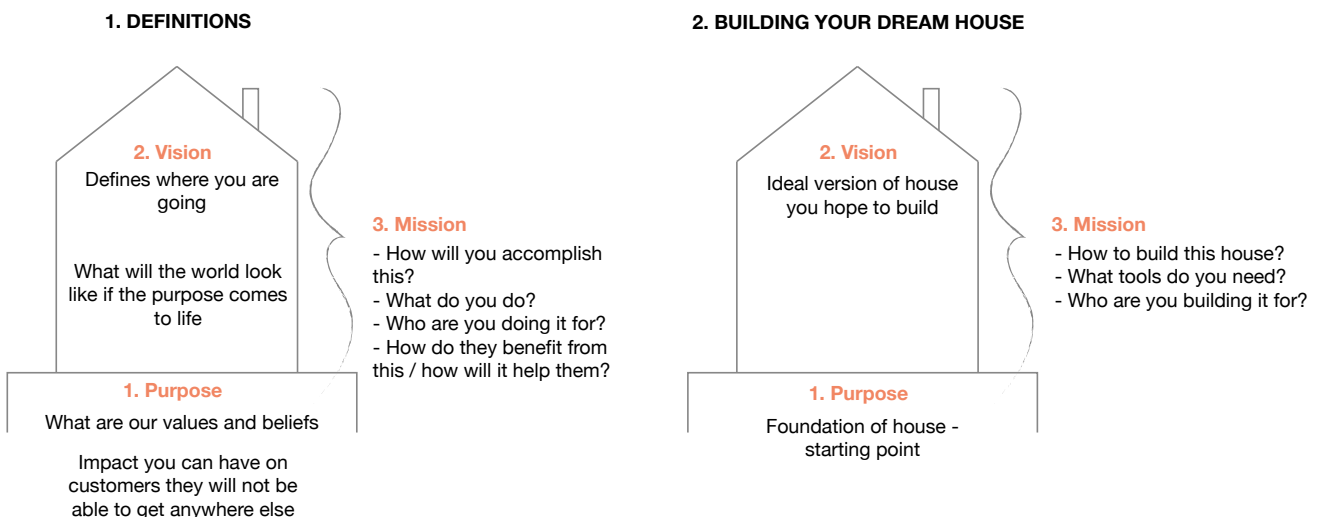 1. DEFINITIONS
2. Vision
Defines where you are
going
What will the world look
like if the purpose comes
to life
3. Mission
- How will you accomplish
this?
- What do you do?
- Who are you doing it for?
- How do they benefit from
this / how will it help them?
1. Purpose
What are our values and beliefs
Impact you can have on
customers they will not be
able to get anywhere else
2. BUILDING YOUR DREAM HOUSE
2. Vision
Ideal version of house
you hope to build
3. Mission
- How to build this house?
- What tools do you need?
- Who are you building it for?
1. Purpose
Foundation of house -
starting point